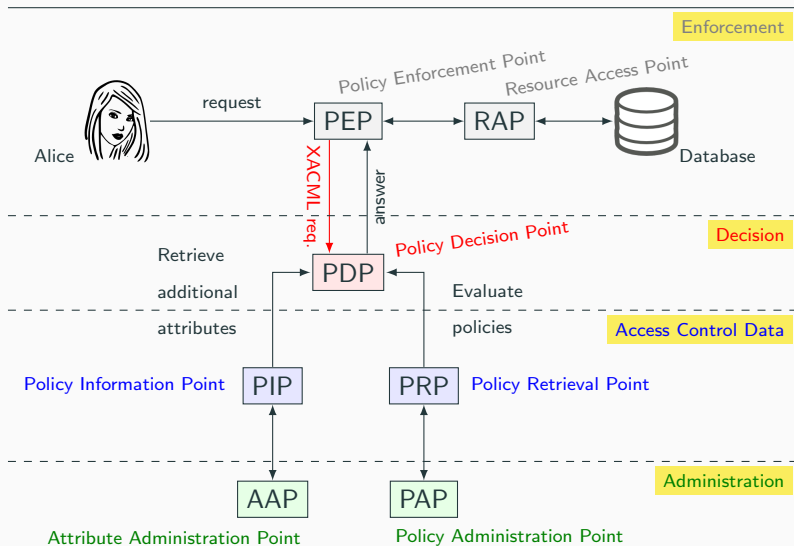 Enforcement
Policy Enforcement Point
Resource Access Point
request
PEP
RAP
Alice
Database
XACML req.
answer
Decision
Policy Decision Point
Retrieve
additional
attributes
PDP
Evaluate
policies
Access Control Data
Policy Information Point
PIP
PRP
Policy Retrieval Point
Administration
AAP
PAP
Attribute Administration Point
Policy Administration Point